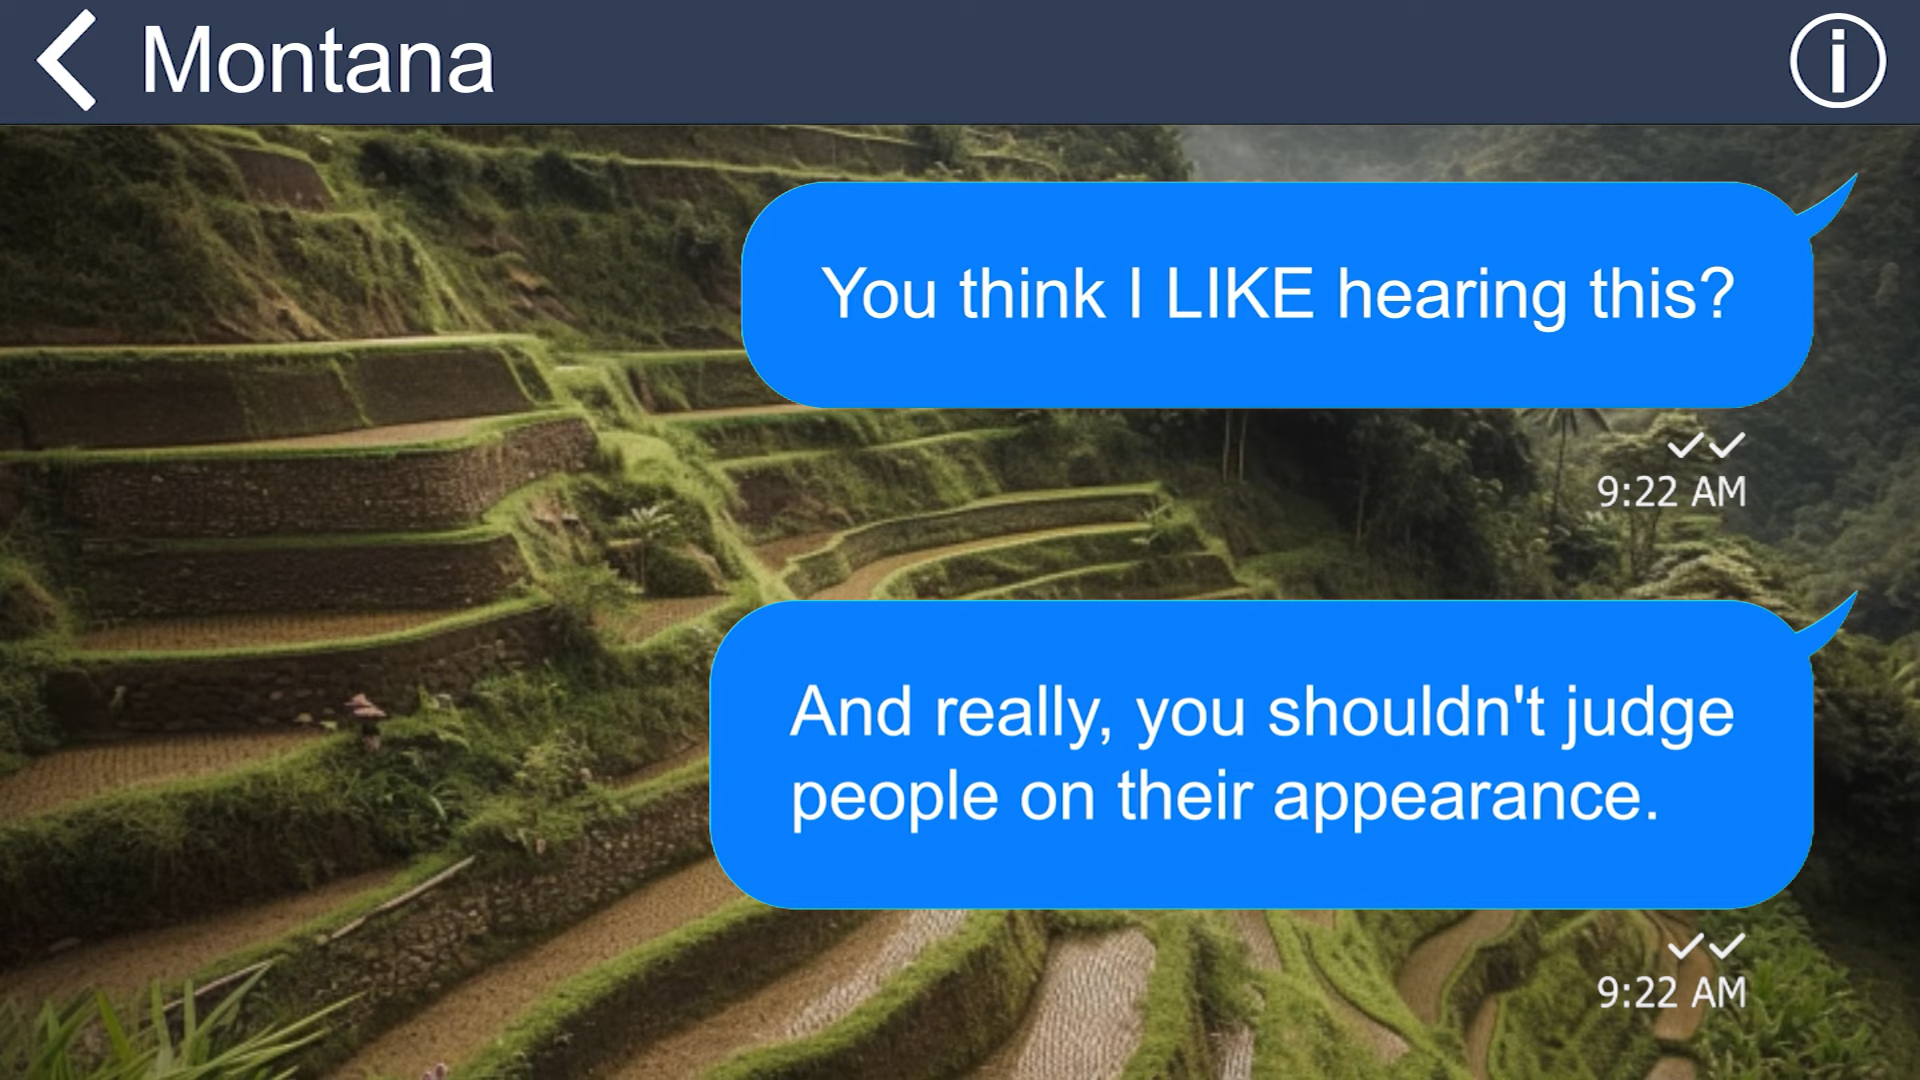 Montana
You think I LIKE hearing this?
9:22 AM
And really, you shouldn't judge
people on their appearance.
9:22 AM